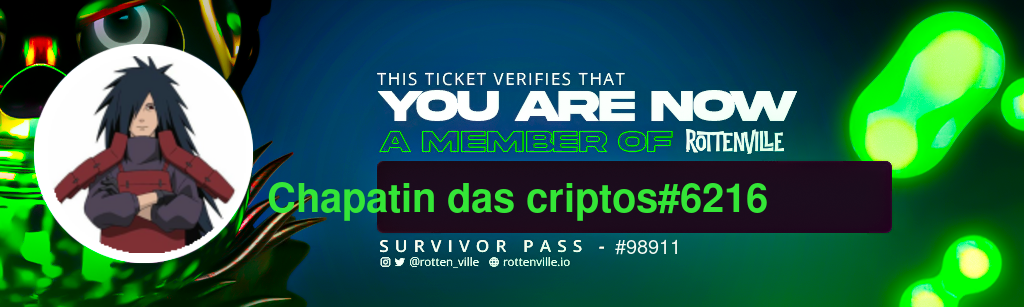 THIS TICKET VERIFIES THAT
YOU ARE NOW
A MEMBER OF ROTTENVILLE
Chapatin das criptos#6216
SURVIVOR PASS - #98911
@rotten_ville rottenville.io